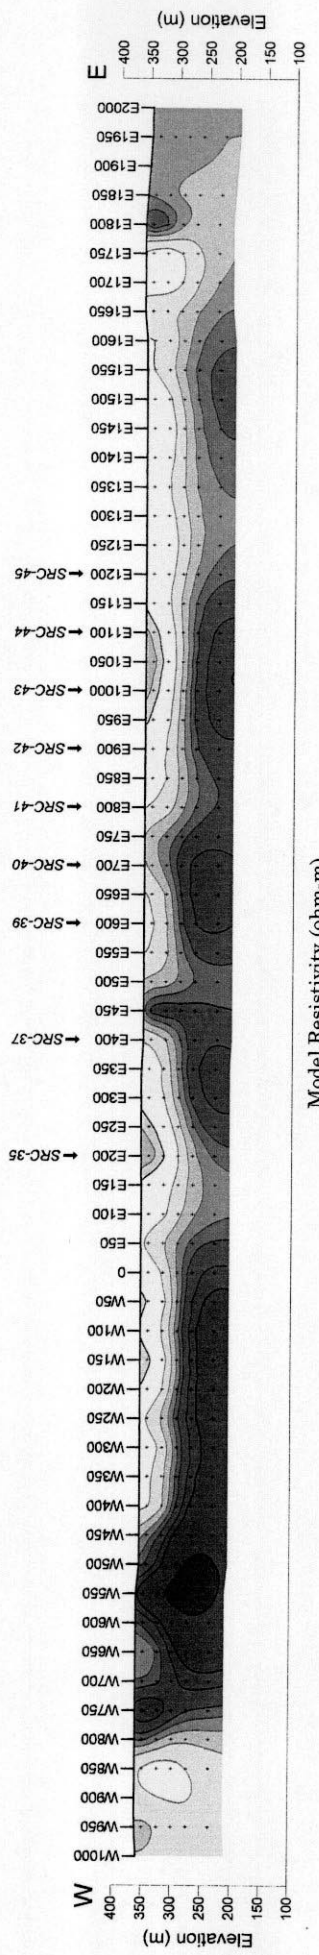 W
E
SRC-35
SRC-37
SRC-39
SRC-40
SRC-41
SRC-42
SRC-43
SRC-44
SRC-45
W1000
W950
W900
W850
W800
W750
W700
W650
W600
W550
W500
W450
W400
W350
W300
W250
W200
W150
W100
W50
0
E50
E100
E150
E200
E250
E300
E350
E400
E450
E500
E550
E600
E650
E700
E750
E800
E850
E900
E950
E1000
E1050
E1100
E1150
E1200
E1250
E1300
E1350
E1400
E1450
E1500
E1550
E1600
E1650
E1700
E1750
E1800
E1850
E1900
E1950
E2000
Elevation (m)
400
350
300
250
200
150
100
Elevation (m)
400
350
300
250
200
150
100
Model Resistivity (ohm-m)